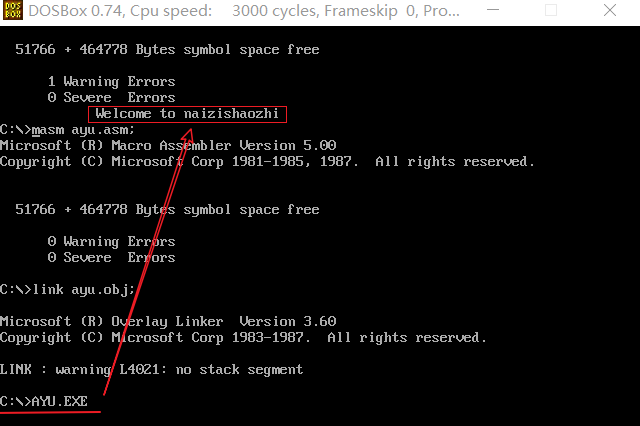 DOS
BOX
DOSBox 0.74, Cpu speed: 3000 cycles, Frameskip 0, Pro...
51766 + 464778 Bytes symbol space free
1 Warning Errors
0 Severe Errors
Welcome to naizishaozhi
C:\>masm ayu.asm;
Microsoft (R) Macro Assembler Version 5.00
Copyright (C) Microsoft Corp 1981-1985, 1987. All rights reserved.
51766 + 464778 Bytes symbol space free
0 Warning Errors
0 Severe Errors
C:\>link ayu.obj;
Microsoft (R) Overlay Linker Version 3.60
Copyright (C) Microsoft Corp 1983-1987. All rights reserved.
LINK : warning L4021: no stack segment
C:\>AYU.EXE